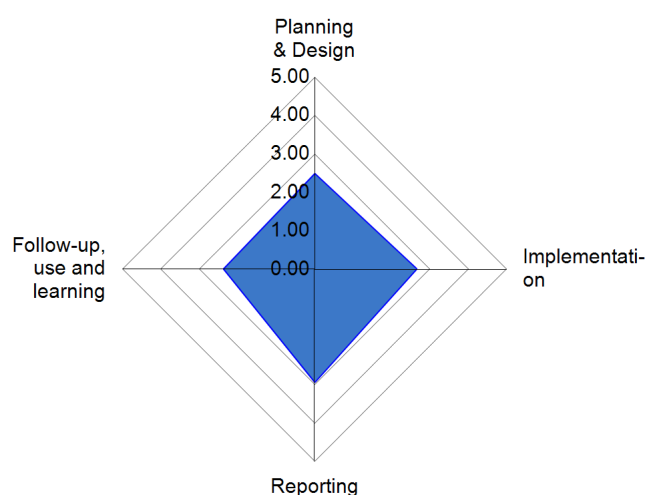 Planning
& Design
5.00
4.00
3.00
2.00
1.00
0.00
Follow-up,
use and
learning
Implementati-
on
Reporting